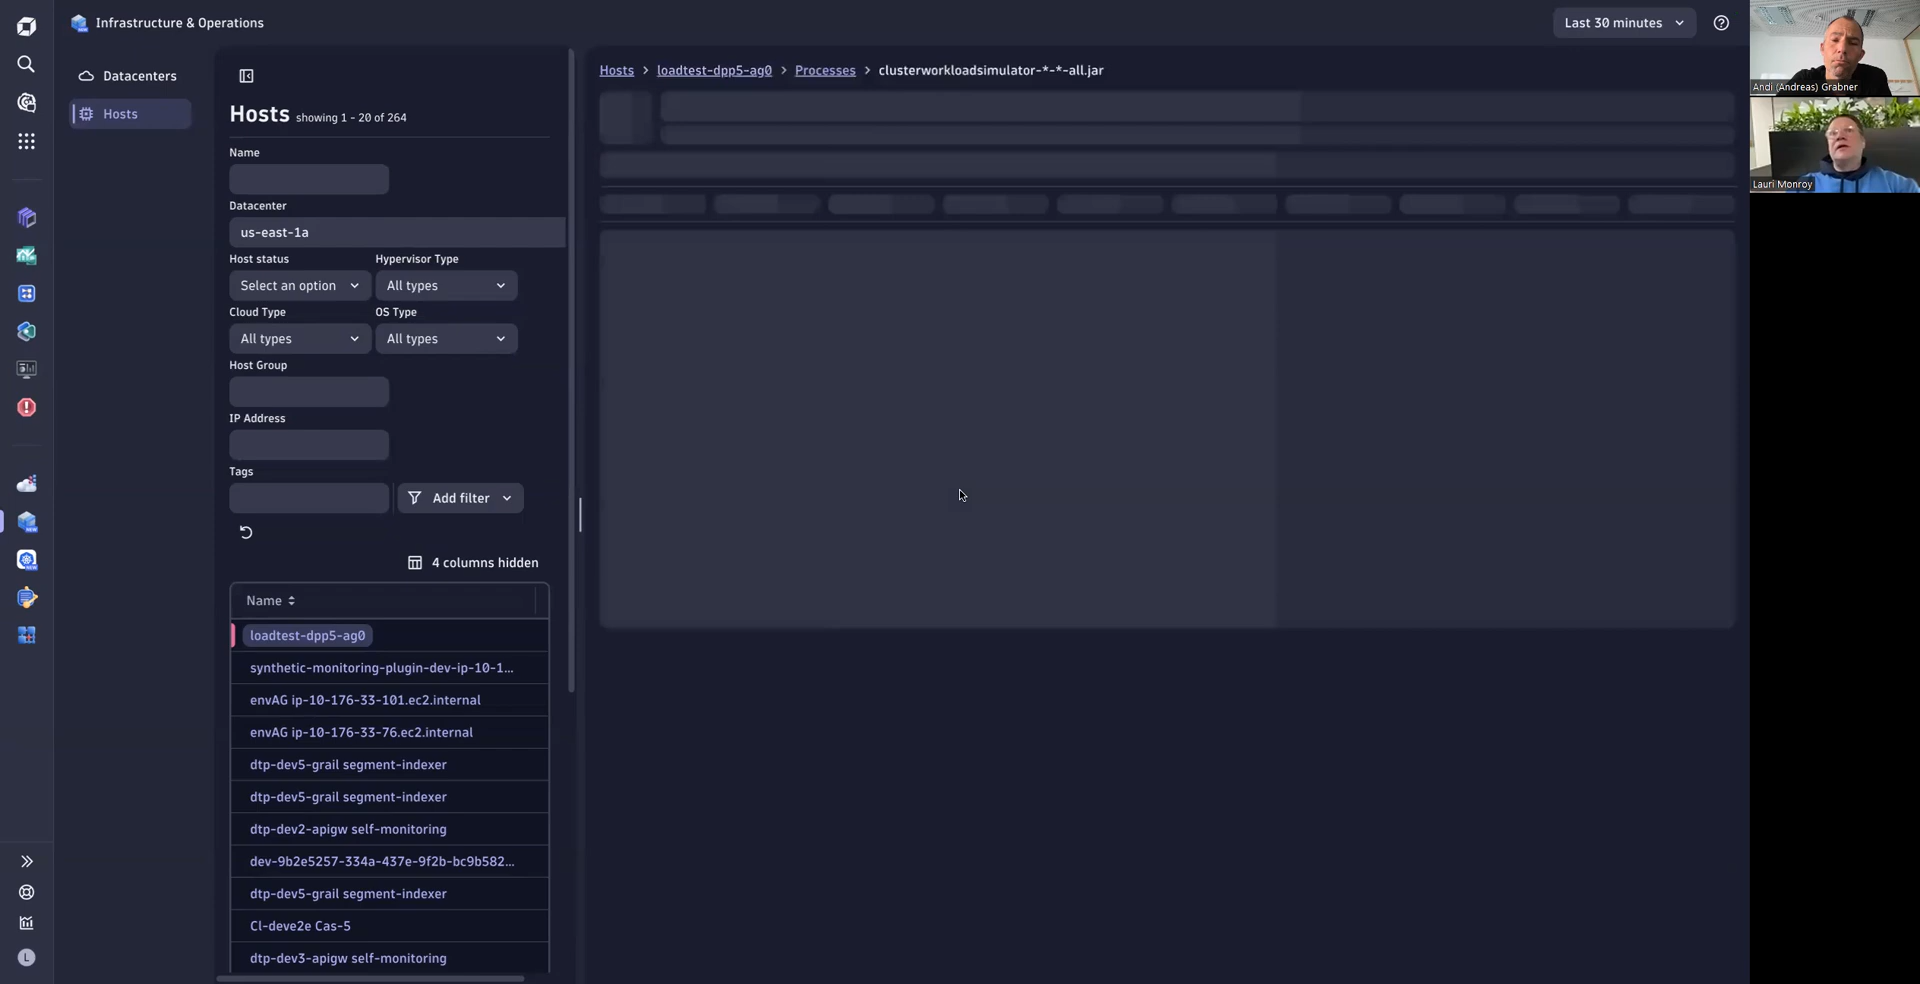 Infrastructure & Operations
Last 30 minutes
Datacenters
Hosts
Hosts > loadtest-dpp5-ag0 > Processes > clusterworkloadsimulator-*-*-all.jar
Hosts showing 1 - 20 of 264
Name
Datacenter
us-east-1a
Host status Hypervisor Type
Select an option All types
Cloud Type OS Type
All types All types
Host Group
IP Address
Tags
Add filter
4 columns hidden
Name
loadtest-dpp5-ag0
synthetic-monitoring-plugin-dev-ip-10-1...
envAG ip-10-176-33-101.ec2.internal
envAG ip-10-176-33-76.ec2.internal
dtp-dev5-grail segment-indexer
dtp-dev5-grail segment-indexer
dtp-dev2-apigw self-monitoring
dev-9b2e5257-334a-437e-9f2b-bc9b582...
dtp-dev5-grail segment-indexer
Cl-deve2e Cas-5
dtp-dev3-apigw self-monitoring
L
Andi (Andreas) Grabner
Lauri Monroy